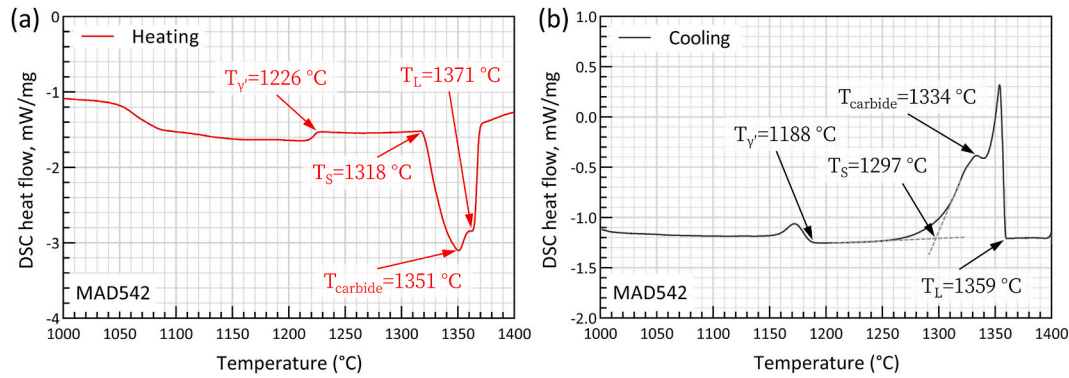 (a)
Heating
T_γ'=1226 °C
T_L=1371 °C
T_S=1318 °C
T_carbide=1351 °C
MAD542
DSC heat flow, mW/mg
0
-1
-2
-3
-4
1000
1050
1100
1150
1200
1250
1300
1350
1400
Temperature (°C)
(b)
Cooling
T_carbide=1334 °C
T_γ'=1188 °C
T_S=1297 °C
T_L=1359 °C
MAD542
DSC heat flow, mW/mg
1.0
0.5
0.0
-0.5
-1.0
-1.5
-2.0
1000
1050
1100
1150
1200
1250
1300
1350
1400
Temperature (°C)